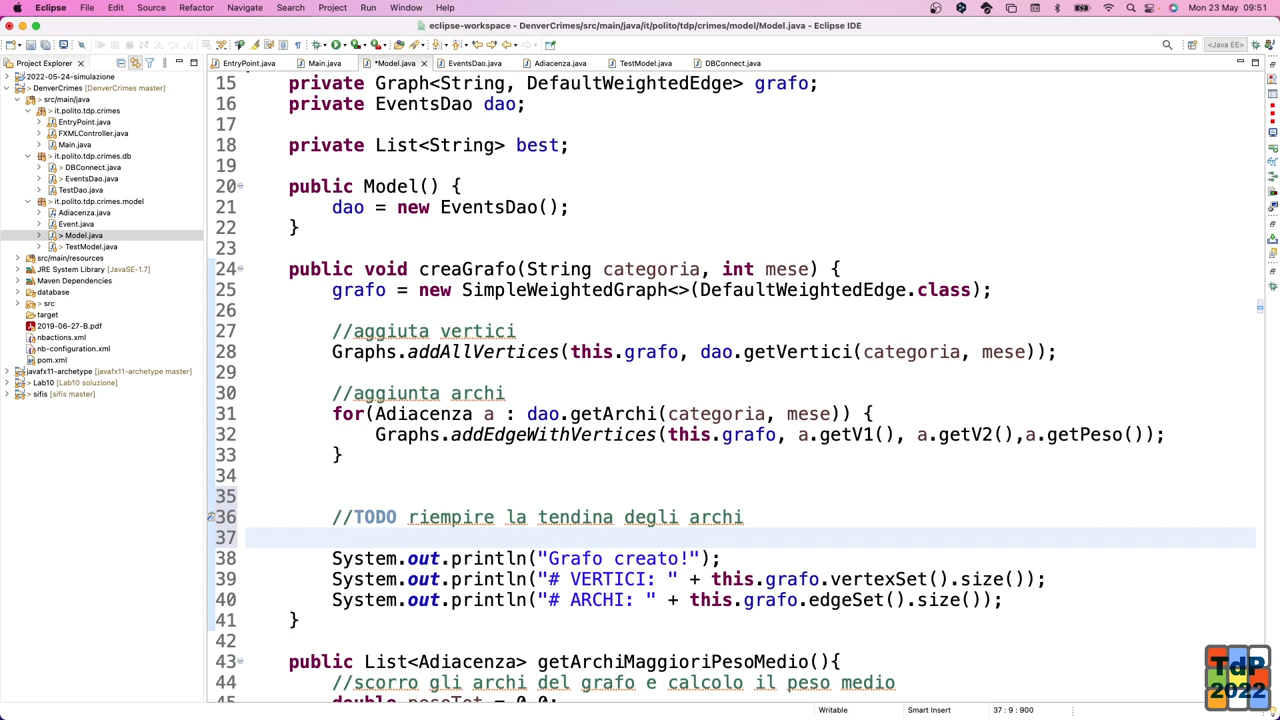 Eclipse File Edit Source Refactor Navigate Search Project Run Window Help Mon 23 May 09:51
eclipse-workspace - DenverCrimes/src/main/java/it/polito/tdp/crimes/model/Model.java - Eclipse IDE
<Java EE>
Project Explorer
EntryPoint.java Main.java *Model.java EventsDao.java Adiacenza.java TestModel.java DBConnect.java
2022-05-24-simulazione
> DenverCrimes [DenverCrimes master]
> src/main/java
it.polito.tdp.crimes
EntryPoint.java
FXMLController.java
Main.java
it.polito.tdp.crimes.db
DBConnect.java
EventsDao.java
TestDao.java
> it.polito.tdp.crimes.model
Adiacenza.java
Event.java
> Model.java
TestModel.java
src/main/resources
JRE System Library [JavaSE-1.7]
Maven Dependencies
database
> src
target
2019-06-27-B.pdf
nbactions.xml
nb-configuration.xml
pom.xml
javafx11-archetype [javafx11-archetype master]
> Lab10 [Lab10 soluzione]
> sifis [sifis master]
15 private Graph<String, DefaultWeightedEdge> grafo;
16 private EventsDao dao;
17
18 private List<String> best;
19
20 public Model() {
21 dao = new EventsDao();
22 }
23
24 public void creaGrafo(String categoria, int mese) {
25 grafo = new SimpleWeightedGraph<>(DefaultWeightedEdge.class);
26
27 //aggiuta vertici
28 Graphs.addAllVertices(this.grafo, dao.getVertici(categoria, mese));
29
30 //aggiunta archi
31 for(Adiacenza a : dao.getArchi(categoria, mese)) {
32 Graphs.addEdgeWithVertices(this.grafo, a.getV1(), a.getV2(),a.getPeso());
33 }
34
35
36 //TODO riempire la tendina degli archi
37
38 System.out.println("Grafo creato!");
39 System.out.println("# VERTICI: " + this.grafo.vertexSet().size());
40 System.out.println("# ARCHI: " + this.grafo.edgeSet().size());
41 }
42
43 public List<Adiacenza> getArchiMaggioriPesoMedio(){
44 //scorro gli archi del grafo e calcolo il peso medio
45 double pesoTot = 0.0;
TdP
2022
Writable Smart Insert 37 : 9 : 900